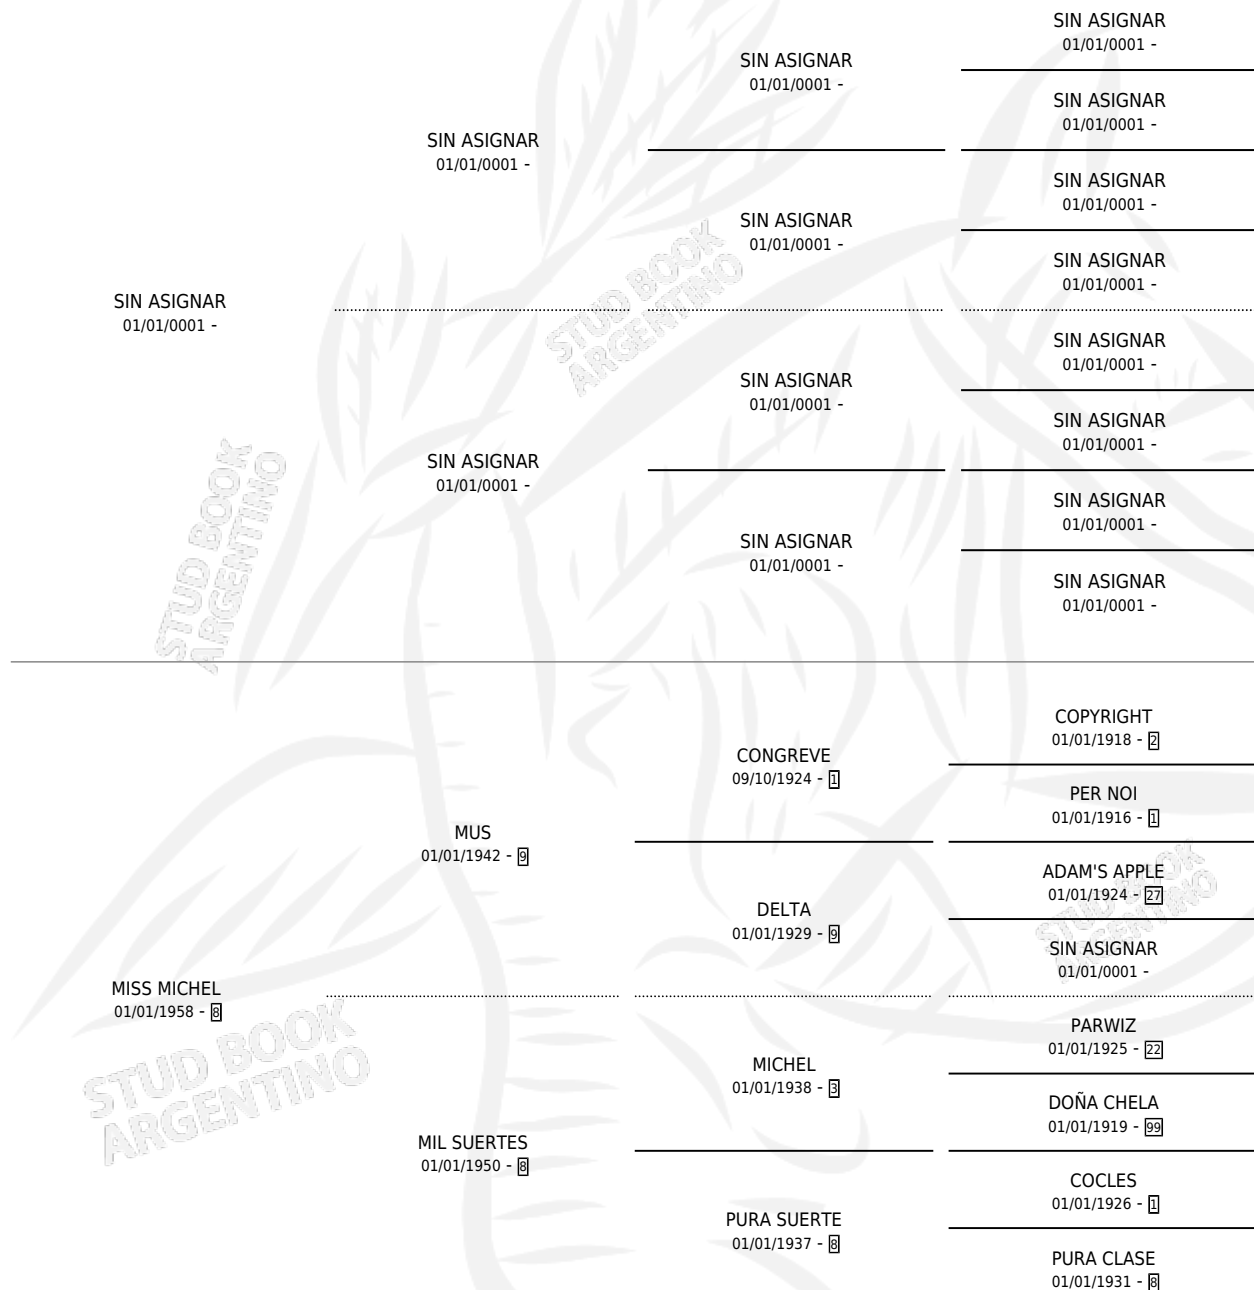 SIN ASIGNAR
01/01/0001 -
SIN ASIGNAR
01/01/0001 -
SIN ASIGNAR
01/01/0001 -
SIN ASIGNAR
01/01/0001 -
SIN ASIGNAR
01/01/0001 -
SIN ASIGNAR
01/01/0001 -
SIN ASIGNAR
01/01/0001 -
SIN ASIGNAR
01/01/0001 -
SIN ASIGNAR
01/01/0001 -
SIN ASIGNAR
01/01/0001 -
SIN ASIGNAR
01/01/0001 -
SIN ASIGNAR
01/01/0001 -
SIN ASIGNAR
01/01/0001 -
SIN ASIGNAR
01/01/0001 -
SIN ASIGNAR
01/01/0001 -
STUD BOOK
ARGENTINO
STUD BOOK
ARGENTINO
COPYRIGHT
01/01/1918 - 2
CONGREVE
09/10/1924 - 1
PER NOI
01/01/1916 - 1
MUS
01/01/1942 - 9
ADAM'S APPLE
01/01/1924 - 27
DELTA
01/01/1929 - 9
SIN ASIGNAR
01/01/0001 -
STUD BOOK
ARGENTINO
MISS MICHEL
01/01/1958 - 8
STUD BOOK
ARGENTINO
PARWIZ
01/01/1925 - 22
MICHEL
01/01/1938 - 3
DOÑA CHELA
01/01/1919 - 99
MIL SUERTES
01/01/1950 - 8
COCLES
01/01/1926 - 1
PURA SUERTE
01/01/1937 - 8
PURA CLASE
01/01/1931 - 8